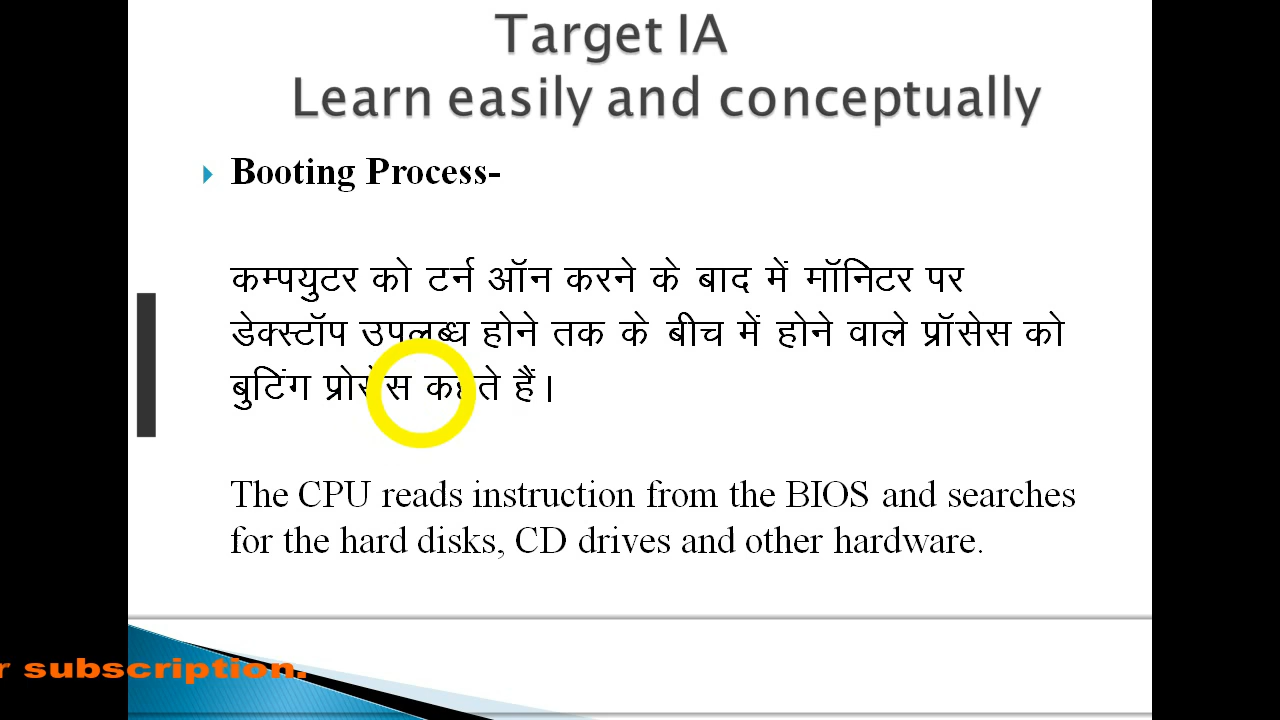 Target IA
Learn easily and conceptually
Booting Process-
कम्पयुटर को टर्न ऑन करने के बाद में मॉनिटर पर
डेक्स्टॉप उपलब्ध होने तक के बीच में होने वाले प्रॉसेस को
बुटिंग प्रोसेस कहते हैं।
The CPU reads instruction from the BIOS and searches
for the hard disks, CD drives and other hardware.
r subscription.